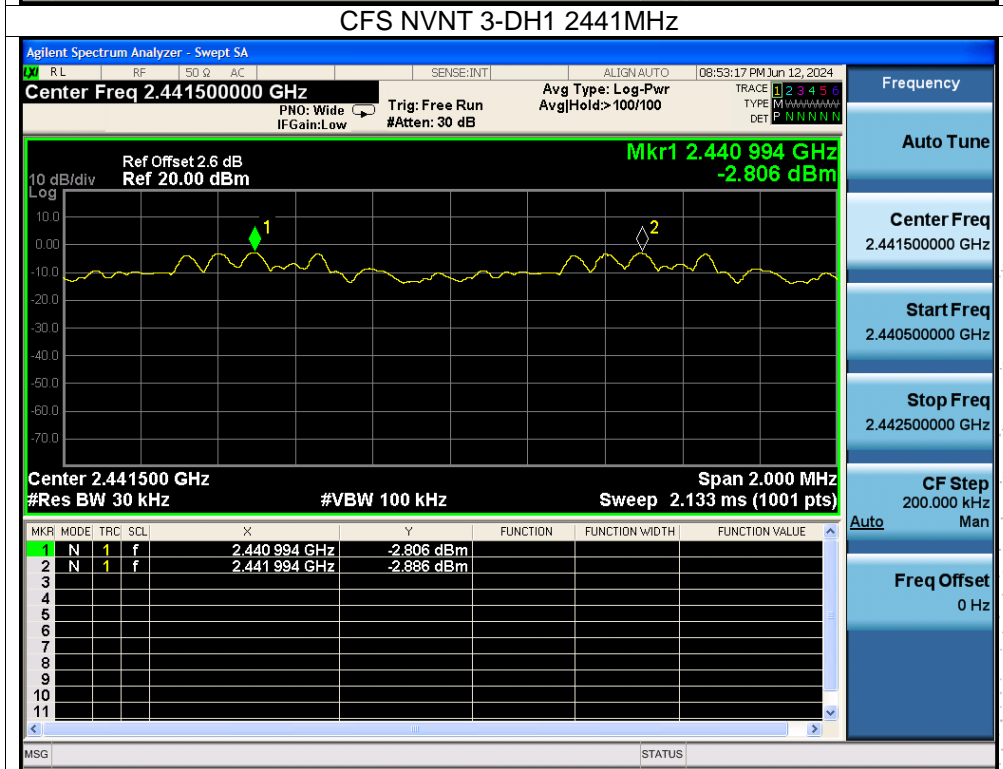 CFS NVNT 3-DH1 2441MHz
Agilent Spectrum Analyzer - Swept SA
LXI RL RF 50 Ω AC SENSE:INT ALIGN AUTO 08:53:17 PM Jun 12, 2024
Center Freq 2.441500000 GHz
PNO: Wide
IFGain:Low
Trig: Free Run
#Atten: 30 dB
Avg Type: Log-Pwr
Avg|Hold:>100/100
TRACE 1 2 3 4 5 6
TYPE M WWWWW
DET P N N N N N
Ref Offset 2.6 dB
Ref 20.00 dBm
10 dB/div
Log
Mkr1 2.440 994 GHz
-2.806 dBm
10.0
0.00
-10.0
-20.0
-30.0
-40.0
-50.0
-60.0
-70.0
1
2
Center 2.441500 GHz
Span 2.000 MHz
#Res BW 30 kHz
#VBW 100 kHz
Sweep 2.133 ms (1001 pts)
MKR MODE TRC SCL X Y FUNCTION FUNCTION WIDTH FUNCTION VALUE
1 N 1 f 2.440 994 GHz -2.806 dBm
2 N 1 f 2.441 994 GHz -2.886 dBm
3
4
5
6
7
8
9
10
11
MSG
STATUS
Frequency
Auto Tune
Center Freq
2.441500000 GHz
Start Freq
2.440500000 GHz
Stop Freq
2.442500000 GHz
CF Step
200.000 kHz
Auto Man
Freq Offset
0 Hz